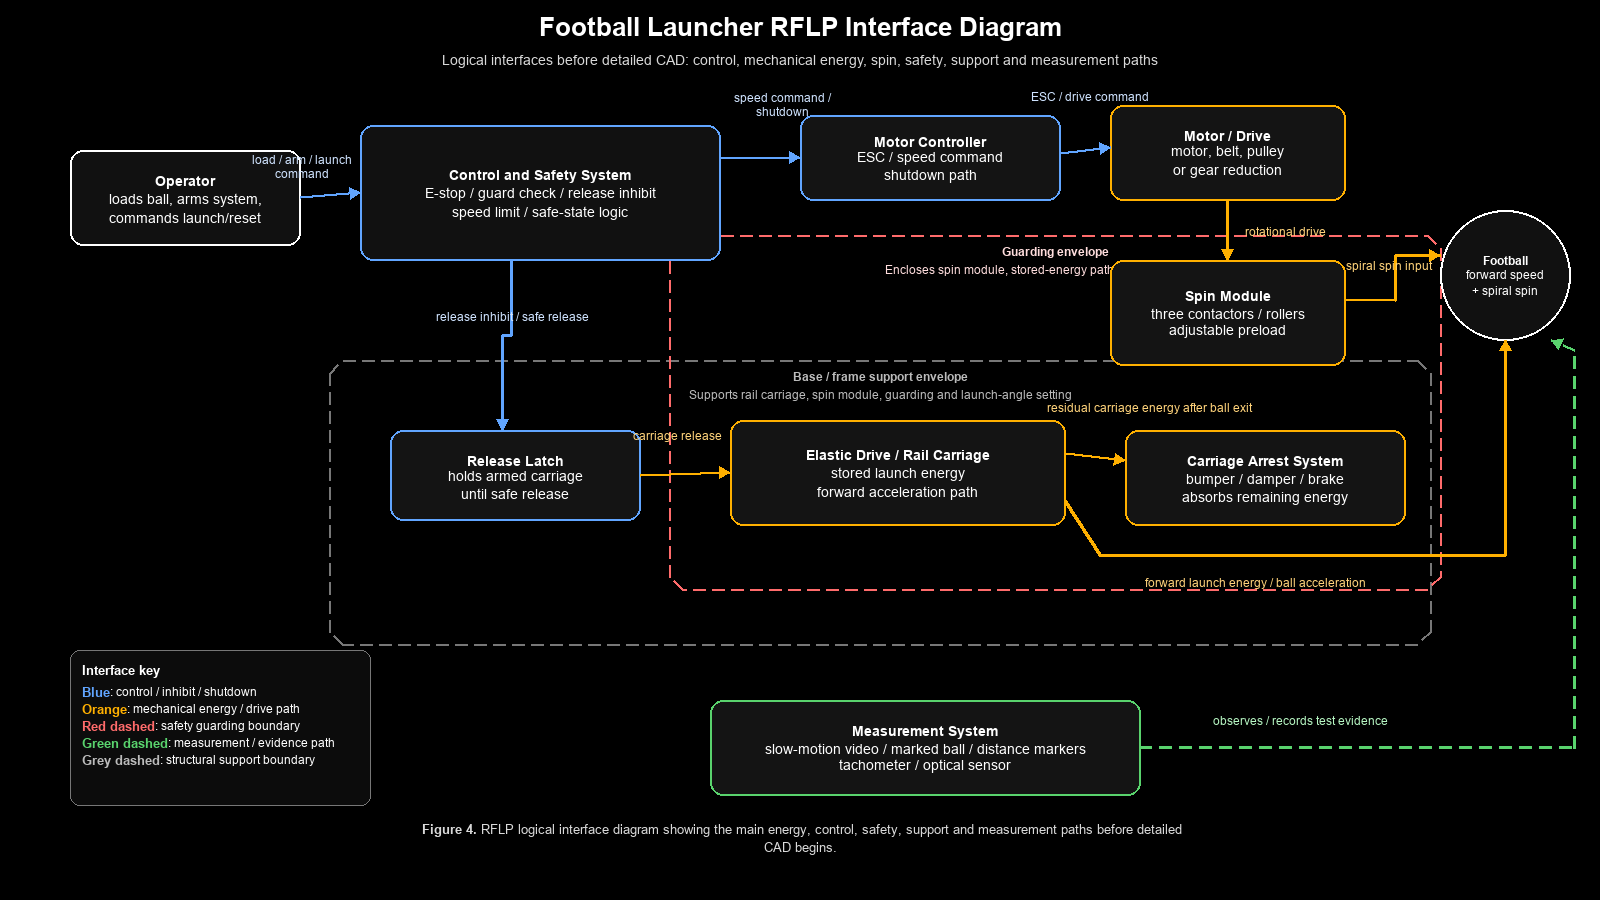 Football Launcher RFLP Interface Diagram
Logical interfaces before detailed CAD: control, mechanical energy, spin, safety, support and measurement paths
speed command /
shutdown
ESC / drive command
Motor Controller
ESC / speed command
shutdown path
Motor / Drive
motor, belt, pulley
or gear reduction
load / arm / launch
command
Operator
loads ball, arms system,
commands launch/reset
Control and Safety System
E-stop / guard check / release inhibit
speed limit / safe-state logic
rotational drive
Guarding envelope
Encloses spin module, stored-energy path
spiral spin input
Football
forward speed
+ spiral spin
Spin Module
three contactors / rollers
adjustable preload
release inhibit / safe release
Base / frame support envelope
Supports rail carriage, spin module, guarding and launch-angle setting
residual carriage energy after ball exit
carriage release
Release Latch
holds armed carriage
until safe release
Elastic Drive / Rail Carriage
stored launch energy
forward acceleration path
Carriage Arrest System
bumper / damper / brake
absorbs remaining energy
forward launch energy / ball acceleration
Interface key
Blue: control / inhibit / shutdown
Orange: mechanical energy / drive path
Red dashed: safety guarding boundary
Green dashed: measurement / evidence path
Grey dashed: structural support boundary
Measurement System
slow-motion video / marked ball / distance markers
tachometer / optical sensor
observes / records test evidence
Figure 4. RFLP logical interface diagram showing the main energy, control, safety, support and measurement paths before detailed
CAD begins.